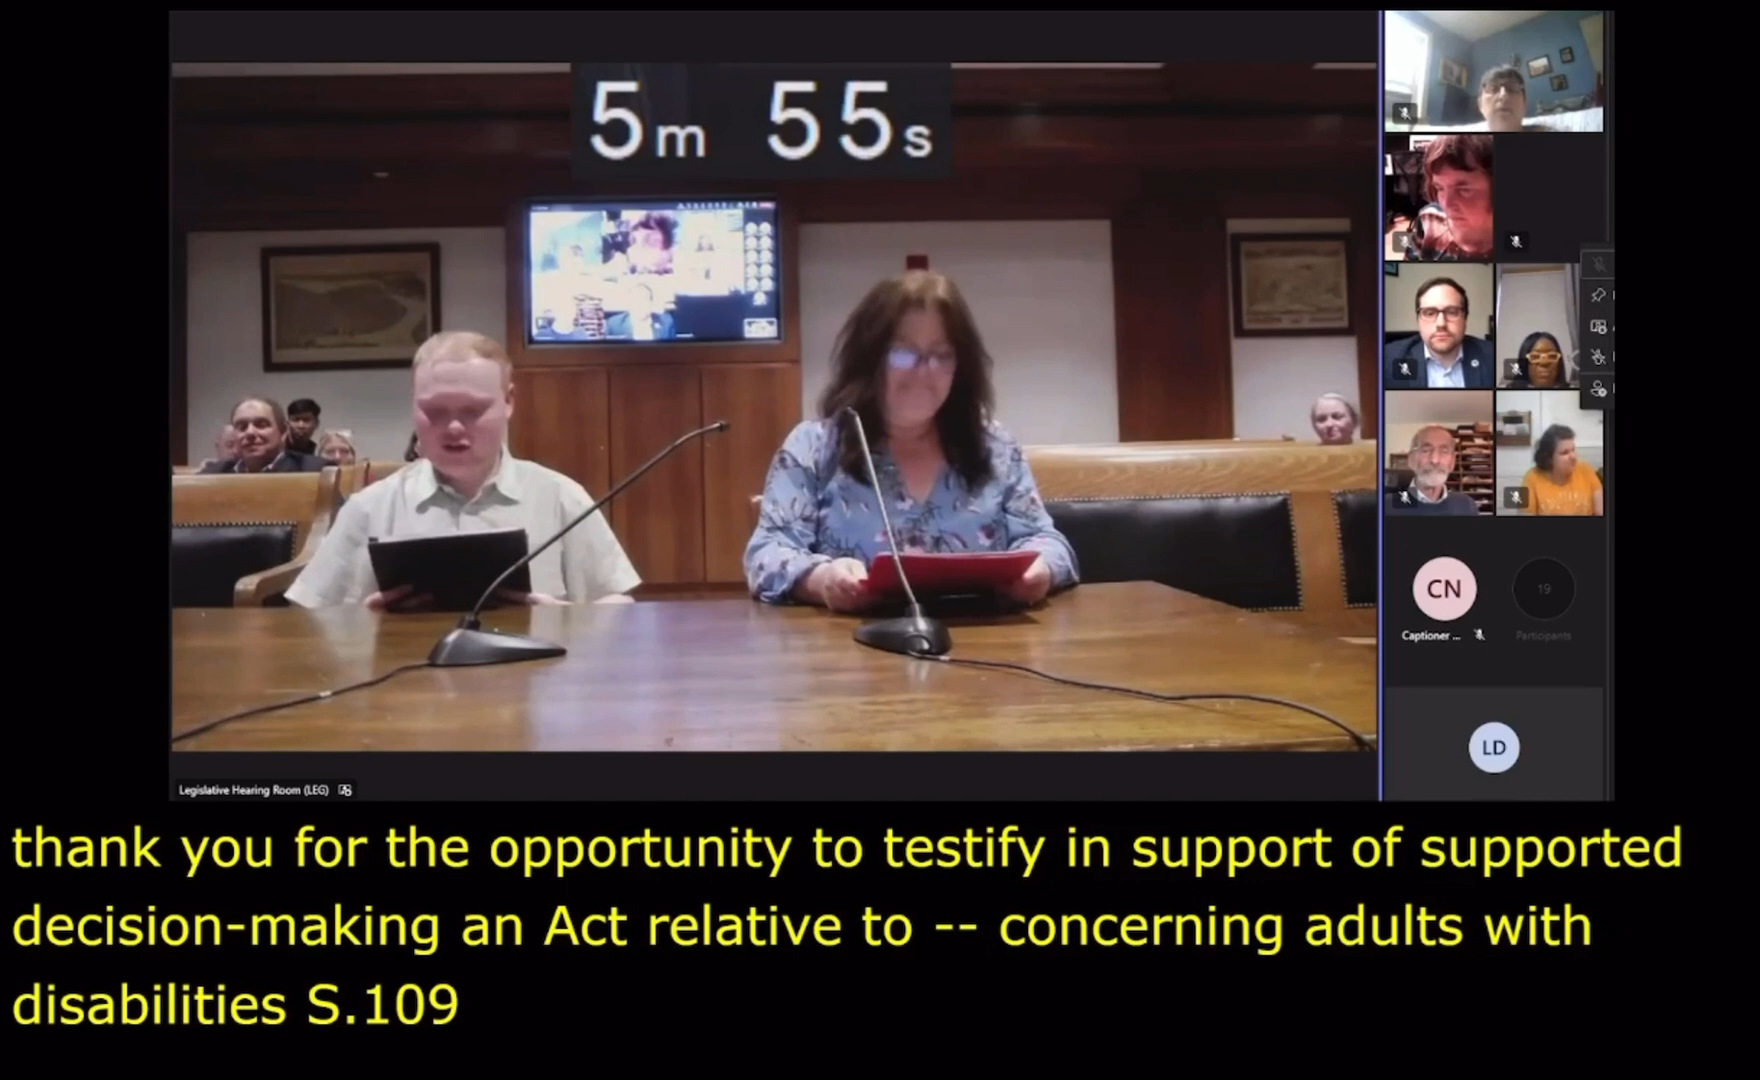 5m 55s
CN
19
Captioner ...
Participants
LD
Legislative Hearing Room (LEG)
thank you for the opportunity to testify in support of supported
decision-making an Act relative to -- concerning adults with
disabilities S.109